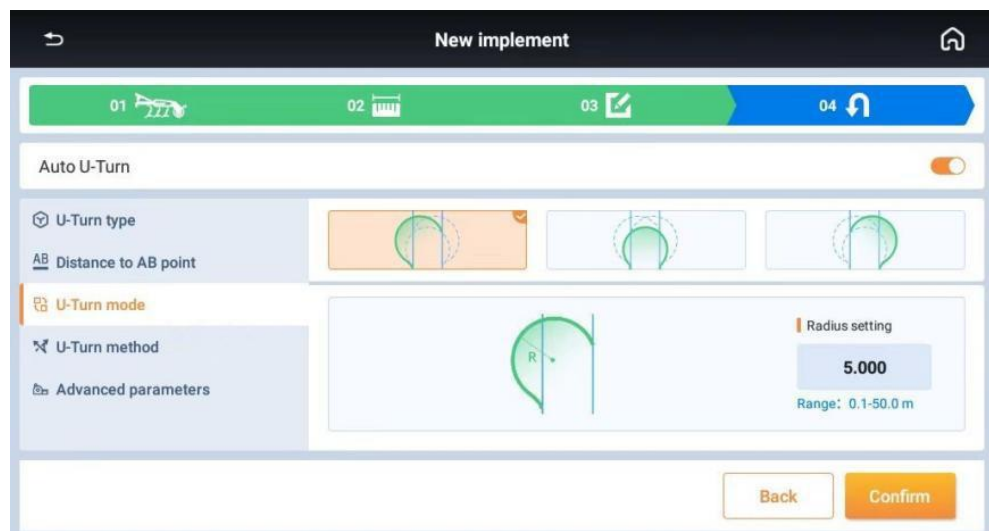 New implement
01
02
03
04
Auto U-Turn
U-Turn type
AB Distance to AB point
U-Turn mode
U-Turn method
Advanced parameters
R
Radius setting
5.000
Range: 0.1-50.0 m
Back
Confirm